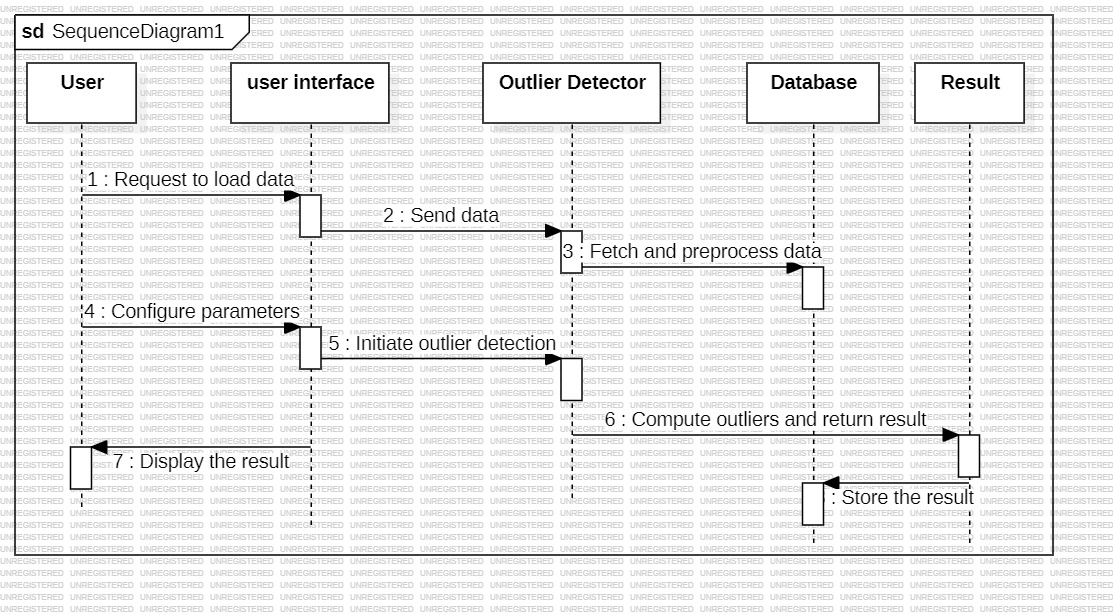 sd SequenceDiagram1
User
user interface
Outlier Detector
Database
Result
1 : Request to load data
2 : Send data
3 : Fetch and preprocess data
4 : Configure parameters
5 : Initiate outlier detection
6 : Compute outliers and return result
7 : Display the result
: Store the result
UNREGISTERED